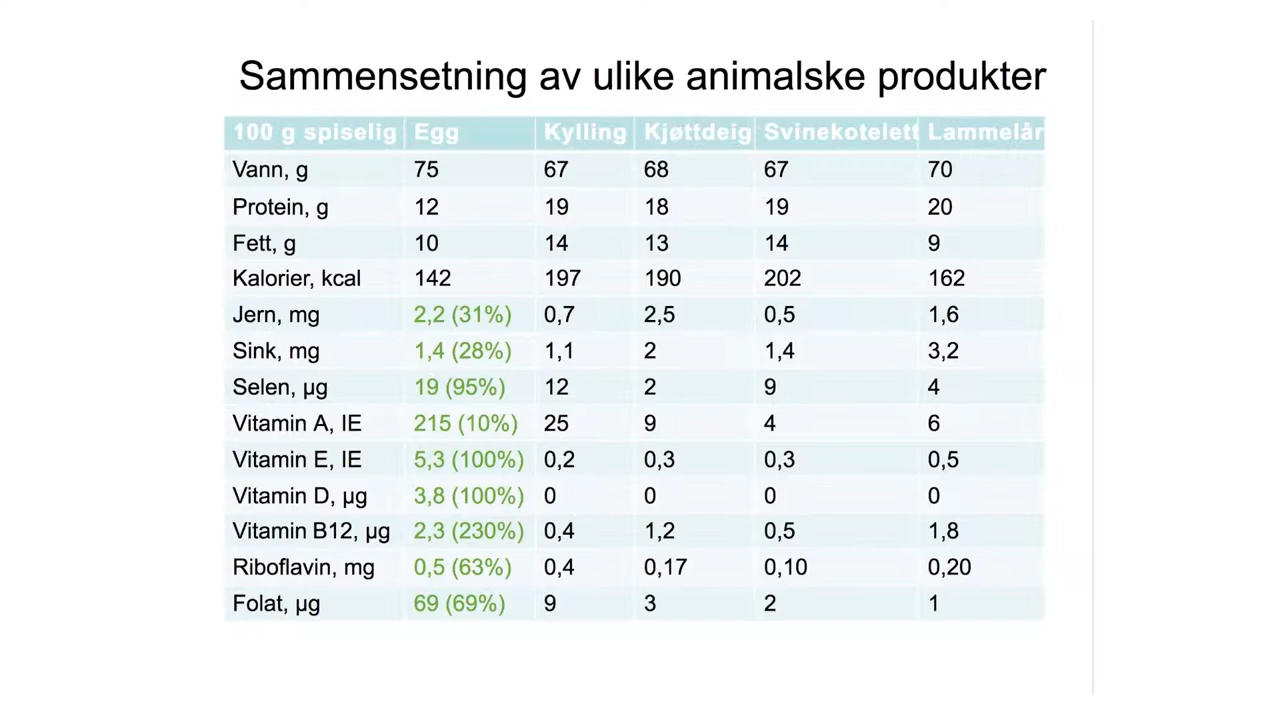 Sammensetning av ulike animalske produkter
100 g spiselig Egg Kylling Kjøttdeig Svinekotelett Lammelår
Vann, g 75 67 68 67 70
Protein, g 12 19 18 19 20
Fett, g 10 14 13 14 9
Kalorier, kcal 142 197 190 202 162
Jern, mg 2,2 (31%) 0,7 2,5 0,5 1,6
Sink, mg 1,4 (28%) 1,1 2 1,4 3,2
Selen, µg 19 (95%) 12 2 9 4
Vitamin A, IE 215 (10%) 25 9 4 6
Vitamin E, IE 5,3 (100%) 0,2 0,3 0,3 0,5
Vitamin D, µg 3,8 (100%) 0 0 0 0
Vitamin B12, µg 2,3 (230%) 0,4 1,2 0,5 1,8
Riboflavin, mg 0,5 (63%) 0,4 0,17 0,10 0,20
Folat, µg 69 (69%) 9 3 2 1